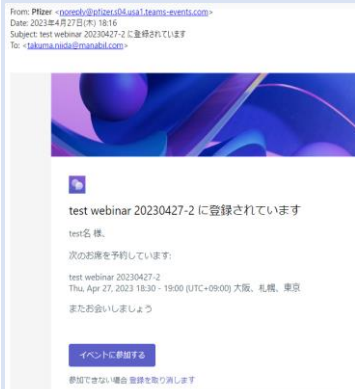 From: Pfizer <noreply@pfizer.s04.usa1.teams-events.com>
Date: 2023年4月27日(木) 18:16
Subject: test webinar 20230427-2 に登録されています
To: <takuma.niida@manabil.com>
test webinar 20230427-2 に登録されています
test名 様、
次のお席を予約しています:
test webinar 20230427-2
Thu, Apr 27, 2023 18:30 - 19:00 (UTC+09:00) 大阪、札幌、東京
またお会いしましょう
イベントに参加する
参加できない場合 登録を取り消します